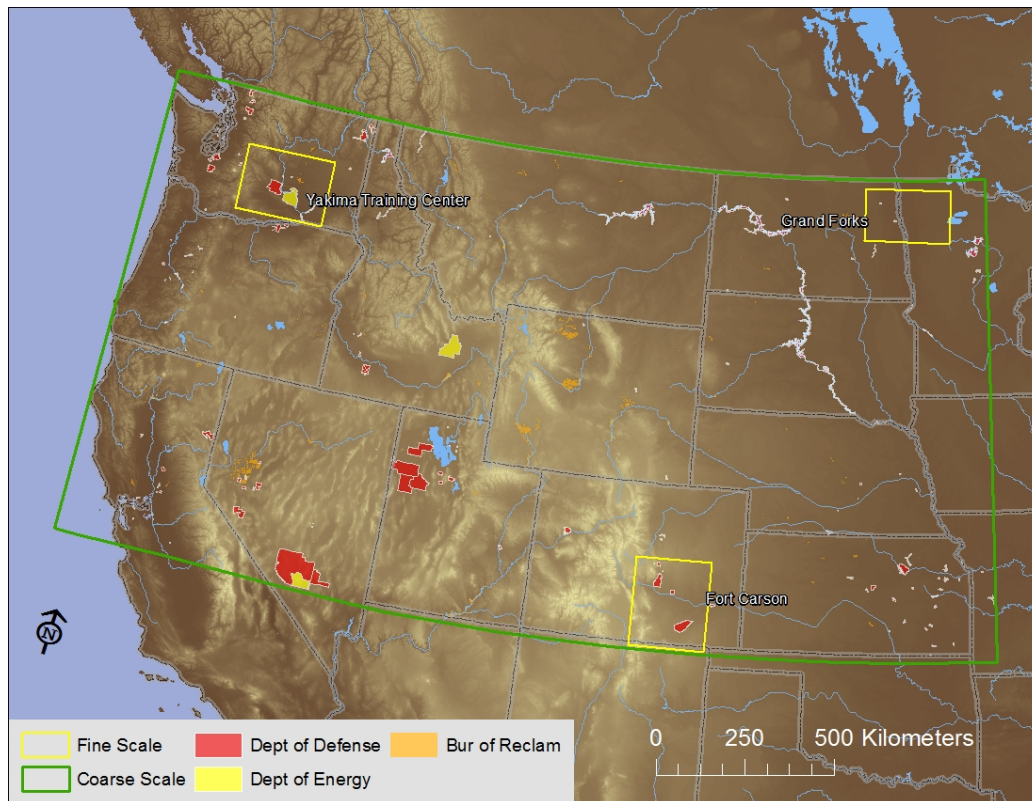 Yakima Training Center
Grand Forks
Fort Carson
N
0 250 500 Kilometers
Fine Scale
Dept of Defense
Bur of Reclam
Coarse Scale
Dept of Energy